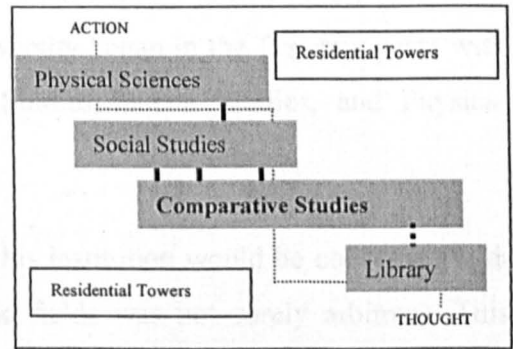 ACTION
Residential Towers
Physical Sciences
Social Studies
Comparative Studies
Library
Residential Towers
THOUGHT